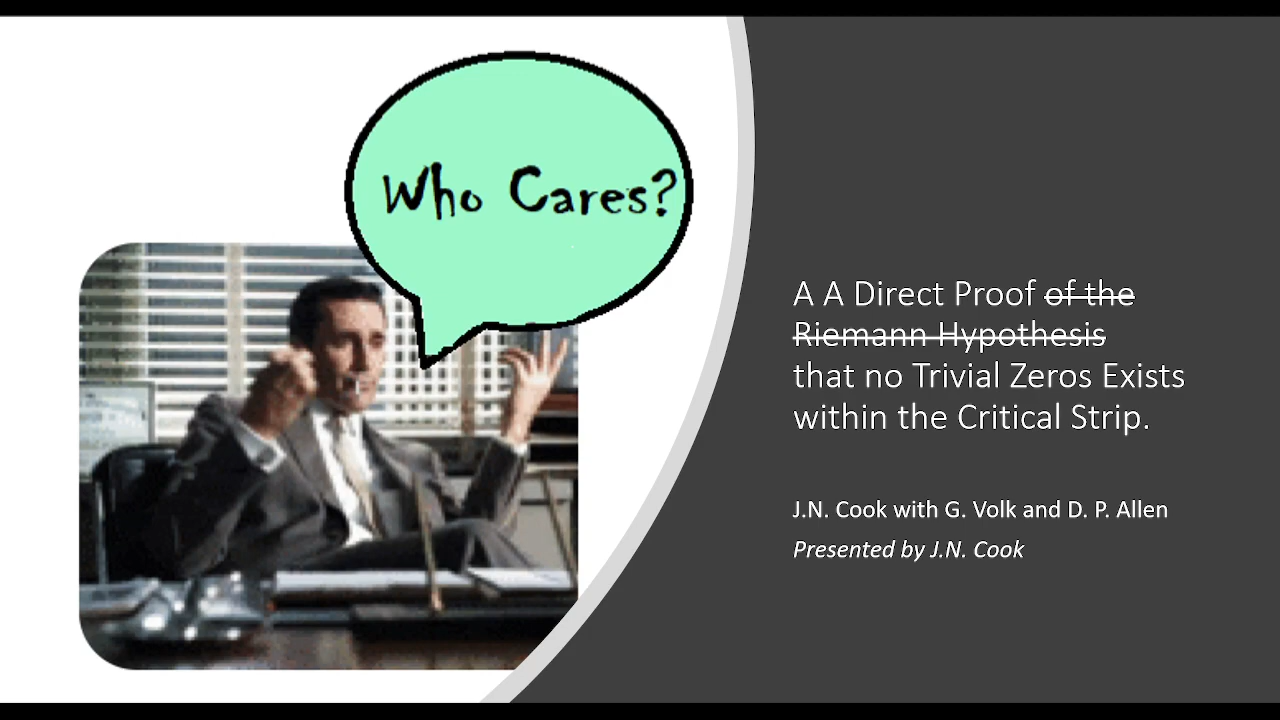 Who Cares?
A A Direct Proof of the
Riemann Hypothesis
that no Trivial Zeros Exists
within the Critical Strip.
J.N. Cook with G. Volk and D. P. Allen
Presented by J.N. Cook